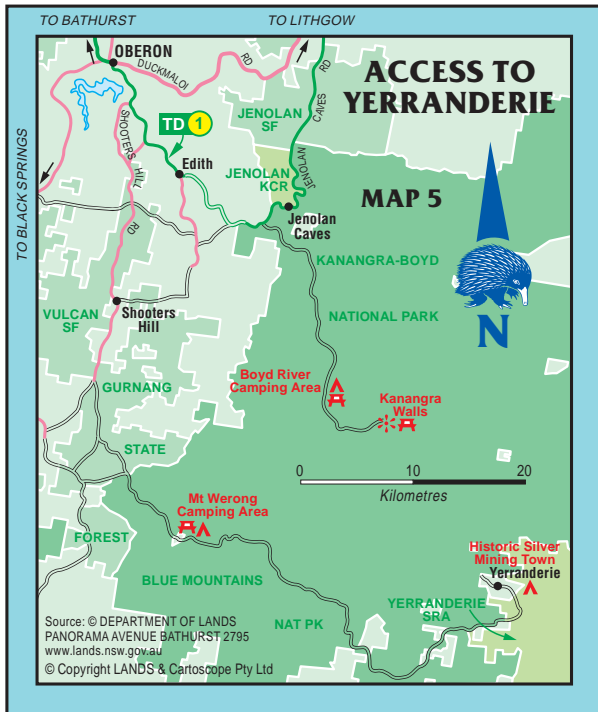 TO BATHURST
TO LITHGOW
OBERON
DUCKMALOI
RD
RD
ACCESS TO
YERRANDERIE
TD 1
JENOLAN
SF
CAVES
SHOOTERS
HILL
RD
Edith
JENOLAN
KCR
JENOLAN
MAP 5
TO BLACK SPRINGS
Jenolan
Caves
KANANGRA-BOYD
NATIONAL PARK
N
VULCAN
SF
Shooters
Hill
Boyd River
Camping Area
Kanangra
Walls
GURNANG
STATE
FOREST
0 10 20
Kilometres
Mt Werong
Camping Area
Historic Silver
Mining Town
Yerranderie
BLUE MOUNTAINS
NAT PK
YERRANDERIE
SRA
Source: © DEPARTMENT OF LANDS
PANORAMA AVENUE BATHURST 2795
www.lands.nsw.gov.au
© Copyright LANDS & Cartoscope Pty Ltd